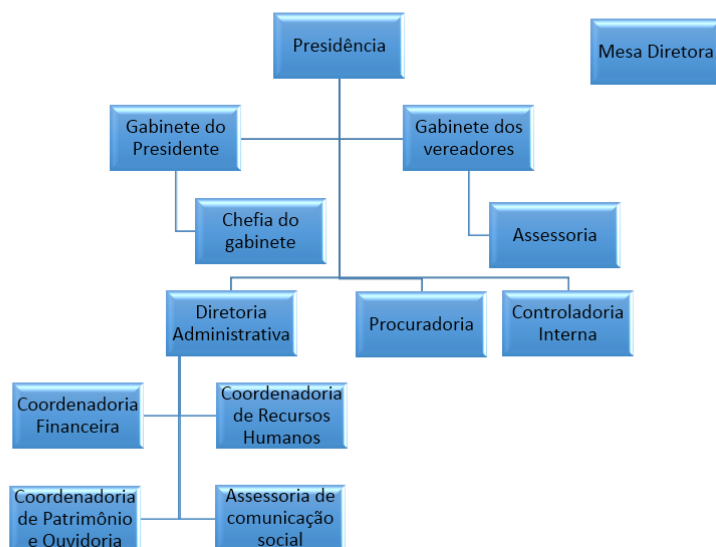 Presidência
Mesa Diretora
Gabinete do
Presidente
Gabinete dos
vereadores
Chefia do
gabinete
Assessoria
Diretoria
Administrativa
Procuradoria
Controladoria
Interna
Coordenadoria
Financeira
Coordenadoria
de Recursos
Humanos
Coordenadoria
de Patrimônio
e Ouvidoria
Assessoria de
comunicação
social